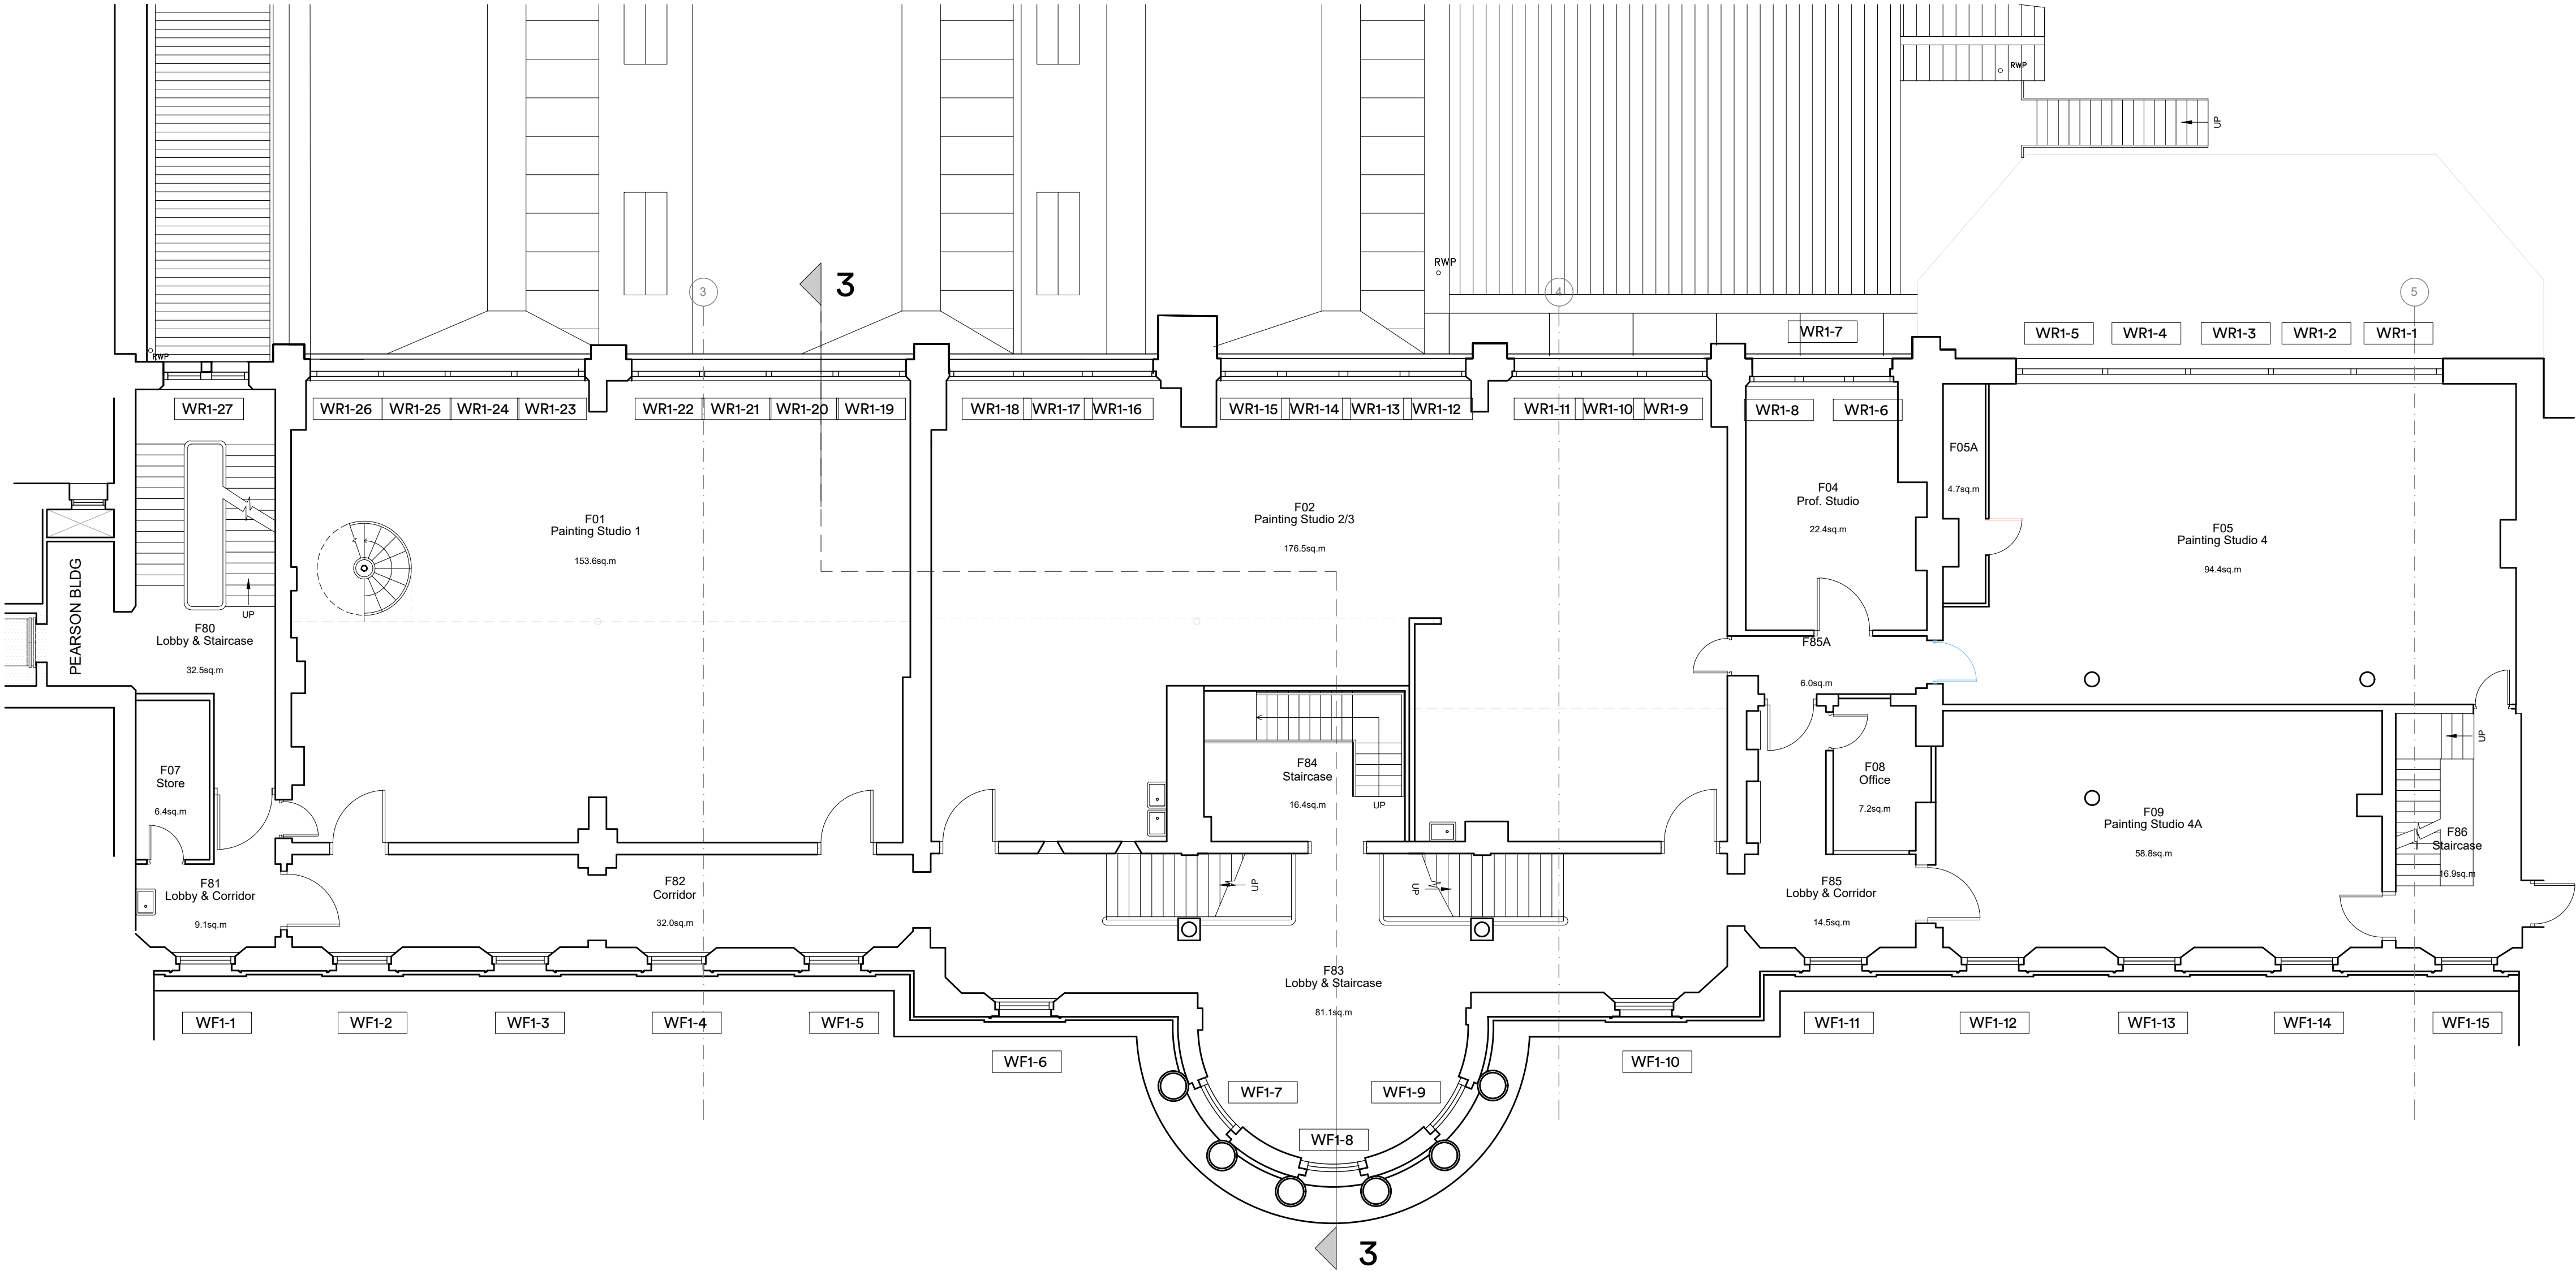 RWP
UP
RWP
3
3
4
5
WR1-7
WR1-5
WR1-4
WR1-3
WR1-2
WR1-1
RWP
WR1-27
WR1-26
WR1-25
WR1-24
WR1-23
WR1-22
WR1-21
WR1-20
WR1-19
WR1-18
WR1-17
WR1-16
WR1-15
WR1-14
WR1-13
WR1-12
WR1-11
WR1-10
WR1-9
WR1-8
WR1-6
F05A
4.7sq.m
F01
Painting Studio 1
153.6sq.m
F02
Painting Studio 2/3
176.5sq.m
F04
Prof. Studio
22.4sq.m
F05
Painting Studio 4
94.4sq.m
PEARSON BLDG
UP
F80
Lobby & Staircase
32.5sq.m
F85A
6.0sq.m
F07
Store
6.4sq.m
F84
Staircase
16.4sq.m
UP
F08
Office
7.2sq.m
UP
F09
Painting Studio 4A
58.8sq.m
F86
Staircase
16.9sq.m
F81
Lobby & Corridor
9.1sq.m
F82
Corridor
32.0sq.m
UP
UP
F85
Lobby & Corridor
14.5sq.m
F83
Lobby & Staircase
81.1sq.m
WF1-1
WF1-2
WF1-3
WF1-4
WF1-5
WF1-11
WF1-12
WF1-13
WF1-14
WF1-15
WF1-6
WF1-10
WF1-7
WF1-9
WF1-8
3